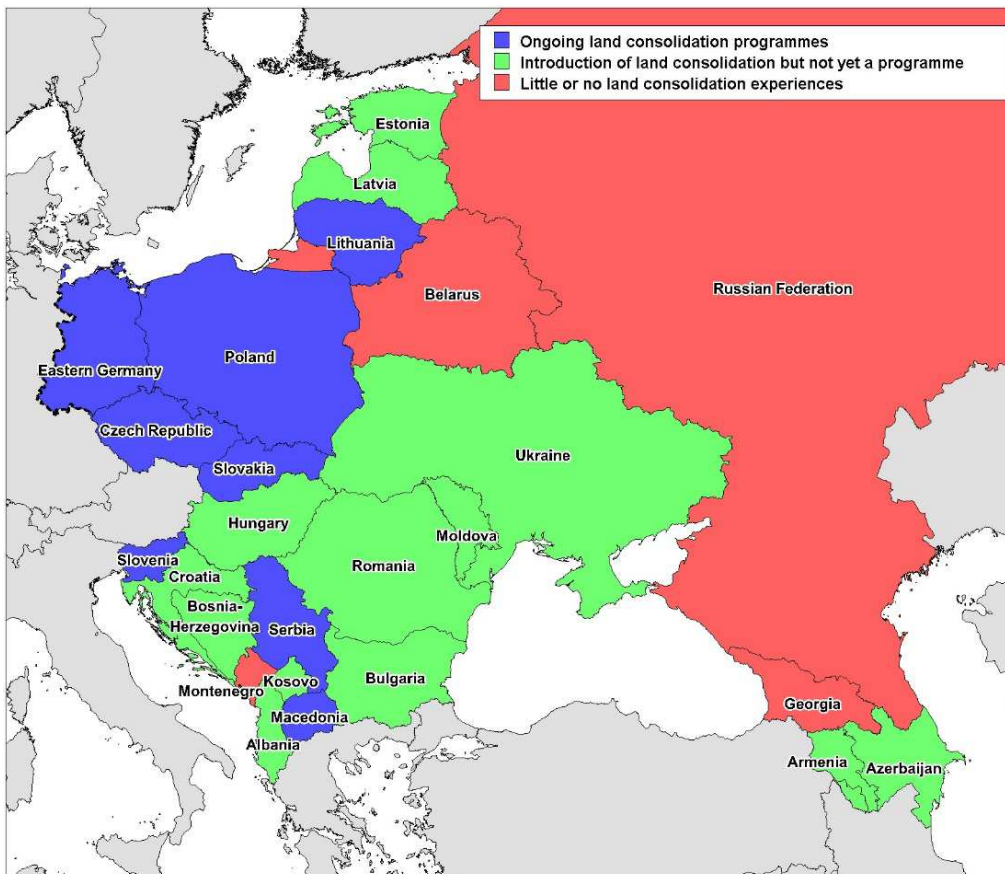 Ongoing land consolidation programmes
Introduction of land consolidation but not yet a programme
Little or no land consolidation experiences
Estonia
Latvia
Lithuania
Belarus
Russian Federation
Poland
Eastern Germany
Czech Republic
Slovakia
Ukraine
Hungary
Moldova
Slovenia
Romania
Croatia
Bosnia-
Herzegovina
Serbia
Kosovo
Bulgaria
Montenegro
Macedonia
Georgia
Albania
Armenia
Azerbaijan